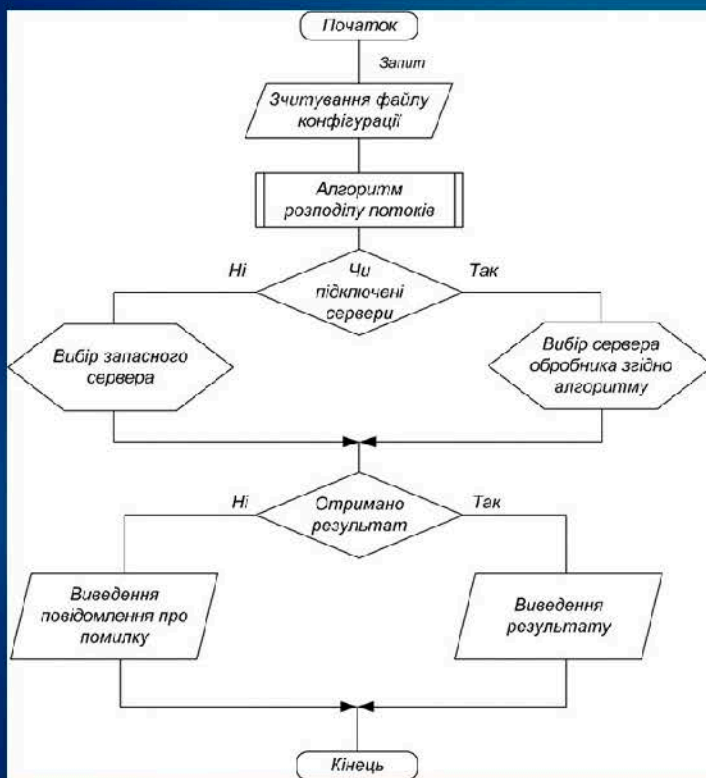 Початок
Запит
Зчитування файлу
конфігурації
Алгоритм
розподілу потоків
Ні
Чи
підключені
сервери
Так
Вибір запасного
сервера
Вибір сервера
обробника згідно
алгоритму
Ні
Отримано
результат
Так
Виведення
повідомлення про
помилку
Виведення
результату
Кінець